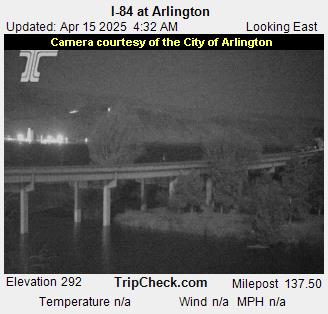 I-84 at Arlington
Updated: Apr 15 2025 4:32 AM Looking East
Camera courtesy of the City of Arlington
Elevation 292 TripCheck.com Milepost 137.50
Temperature n/a Wind n/a MPH n/a